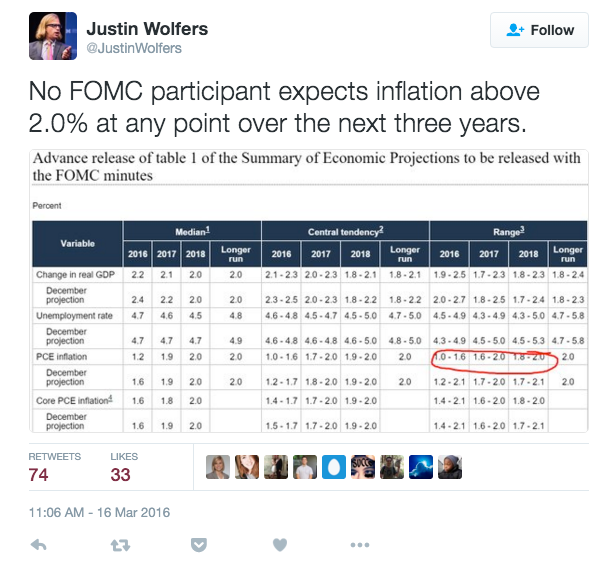 Justin Wolfers
@JustinWolfers
Follow
No FOMC participant expects inflation above
2.0% at any point over the next three years.
Advance release of table 1 of the Summary of Economic Projections to be released with
the FOMC minutes
Percent
Variable Median1 Central tendency2 Range3
2016 2017 2018 Longer run 2016 2017 2018 Longer run 2016 2017 2018 Longer run
Change in real GDP 2.2 2.1 2.0 2.0 2.1 - 2.3 2.0 - 2.3 1.8 - 2.1 1.8 - 2.1 1.9 - 2.5 1.7 - 2.3 1.8 - 2.3 1.8 - 2.4
December projection 2.4 2.2 2.0 2.0 2.3 - 2.5 2.0 - 2.3 1.8 - 2.2 1.8 - 2.2 2.0 - 2.7 1.8 - 2.5 1.7 - 2.4 1.8 - 2.3
Unemployment rate 4.7 4.6 4.5 4.8 4.6 - 4.8 4.5 - 4.7 4.5 - 5.0 4.7 - 5.0 4.5 - 4.9 4.3 - 4.9 4.3 - 5.0 4.7 - 5.8
December projection 4.7 4.7 4.7 4.9 4.6 - 4.8 4.6 - 4.8 4.6 - 5.0 4.8 - 5.0 4.3 - 4.9 4.5 - 5.0 4.5 - 5.3 4.7 - 5.8
PCE inflation 1.2 1.9 2.0 2.0 1.0 - 1.6 1.7 - 2.0 1.9 - 2.0 2.0 1.0 - 1.6 1.6 - 2.0 1.8 - 2.0 2.0
December projection 1.6 1.9 2.0 2.0 1.2 - 1.7 1.8 - 2.0 1.9 - 2.0 2.0 1.2 - 2.1 1.7 - 2.0 1.7 - 2.1 2.0
Core PCE inflation4 1.6 1.8 2.0 1.4 - 1.7 1.7 - 2.0 1.9 - 2.0 1.4 - 2.1 1.6 - 2.0 1.8 - 2.0
December projection 1.6 1.9 2.0 1.5 - 1.7 1.7 - 2.0 1.9 - 2.0 1.4 - 2.1 1.6 - 2.0 1.7 - 2.1
RETWEETS LIKES
74 33
11:06 AM - 16 Mar 2016